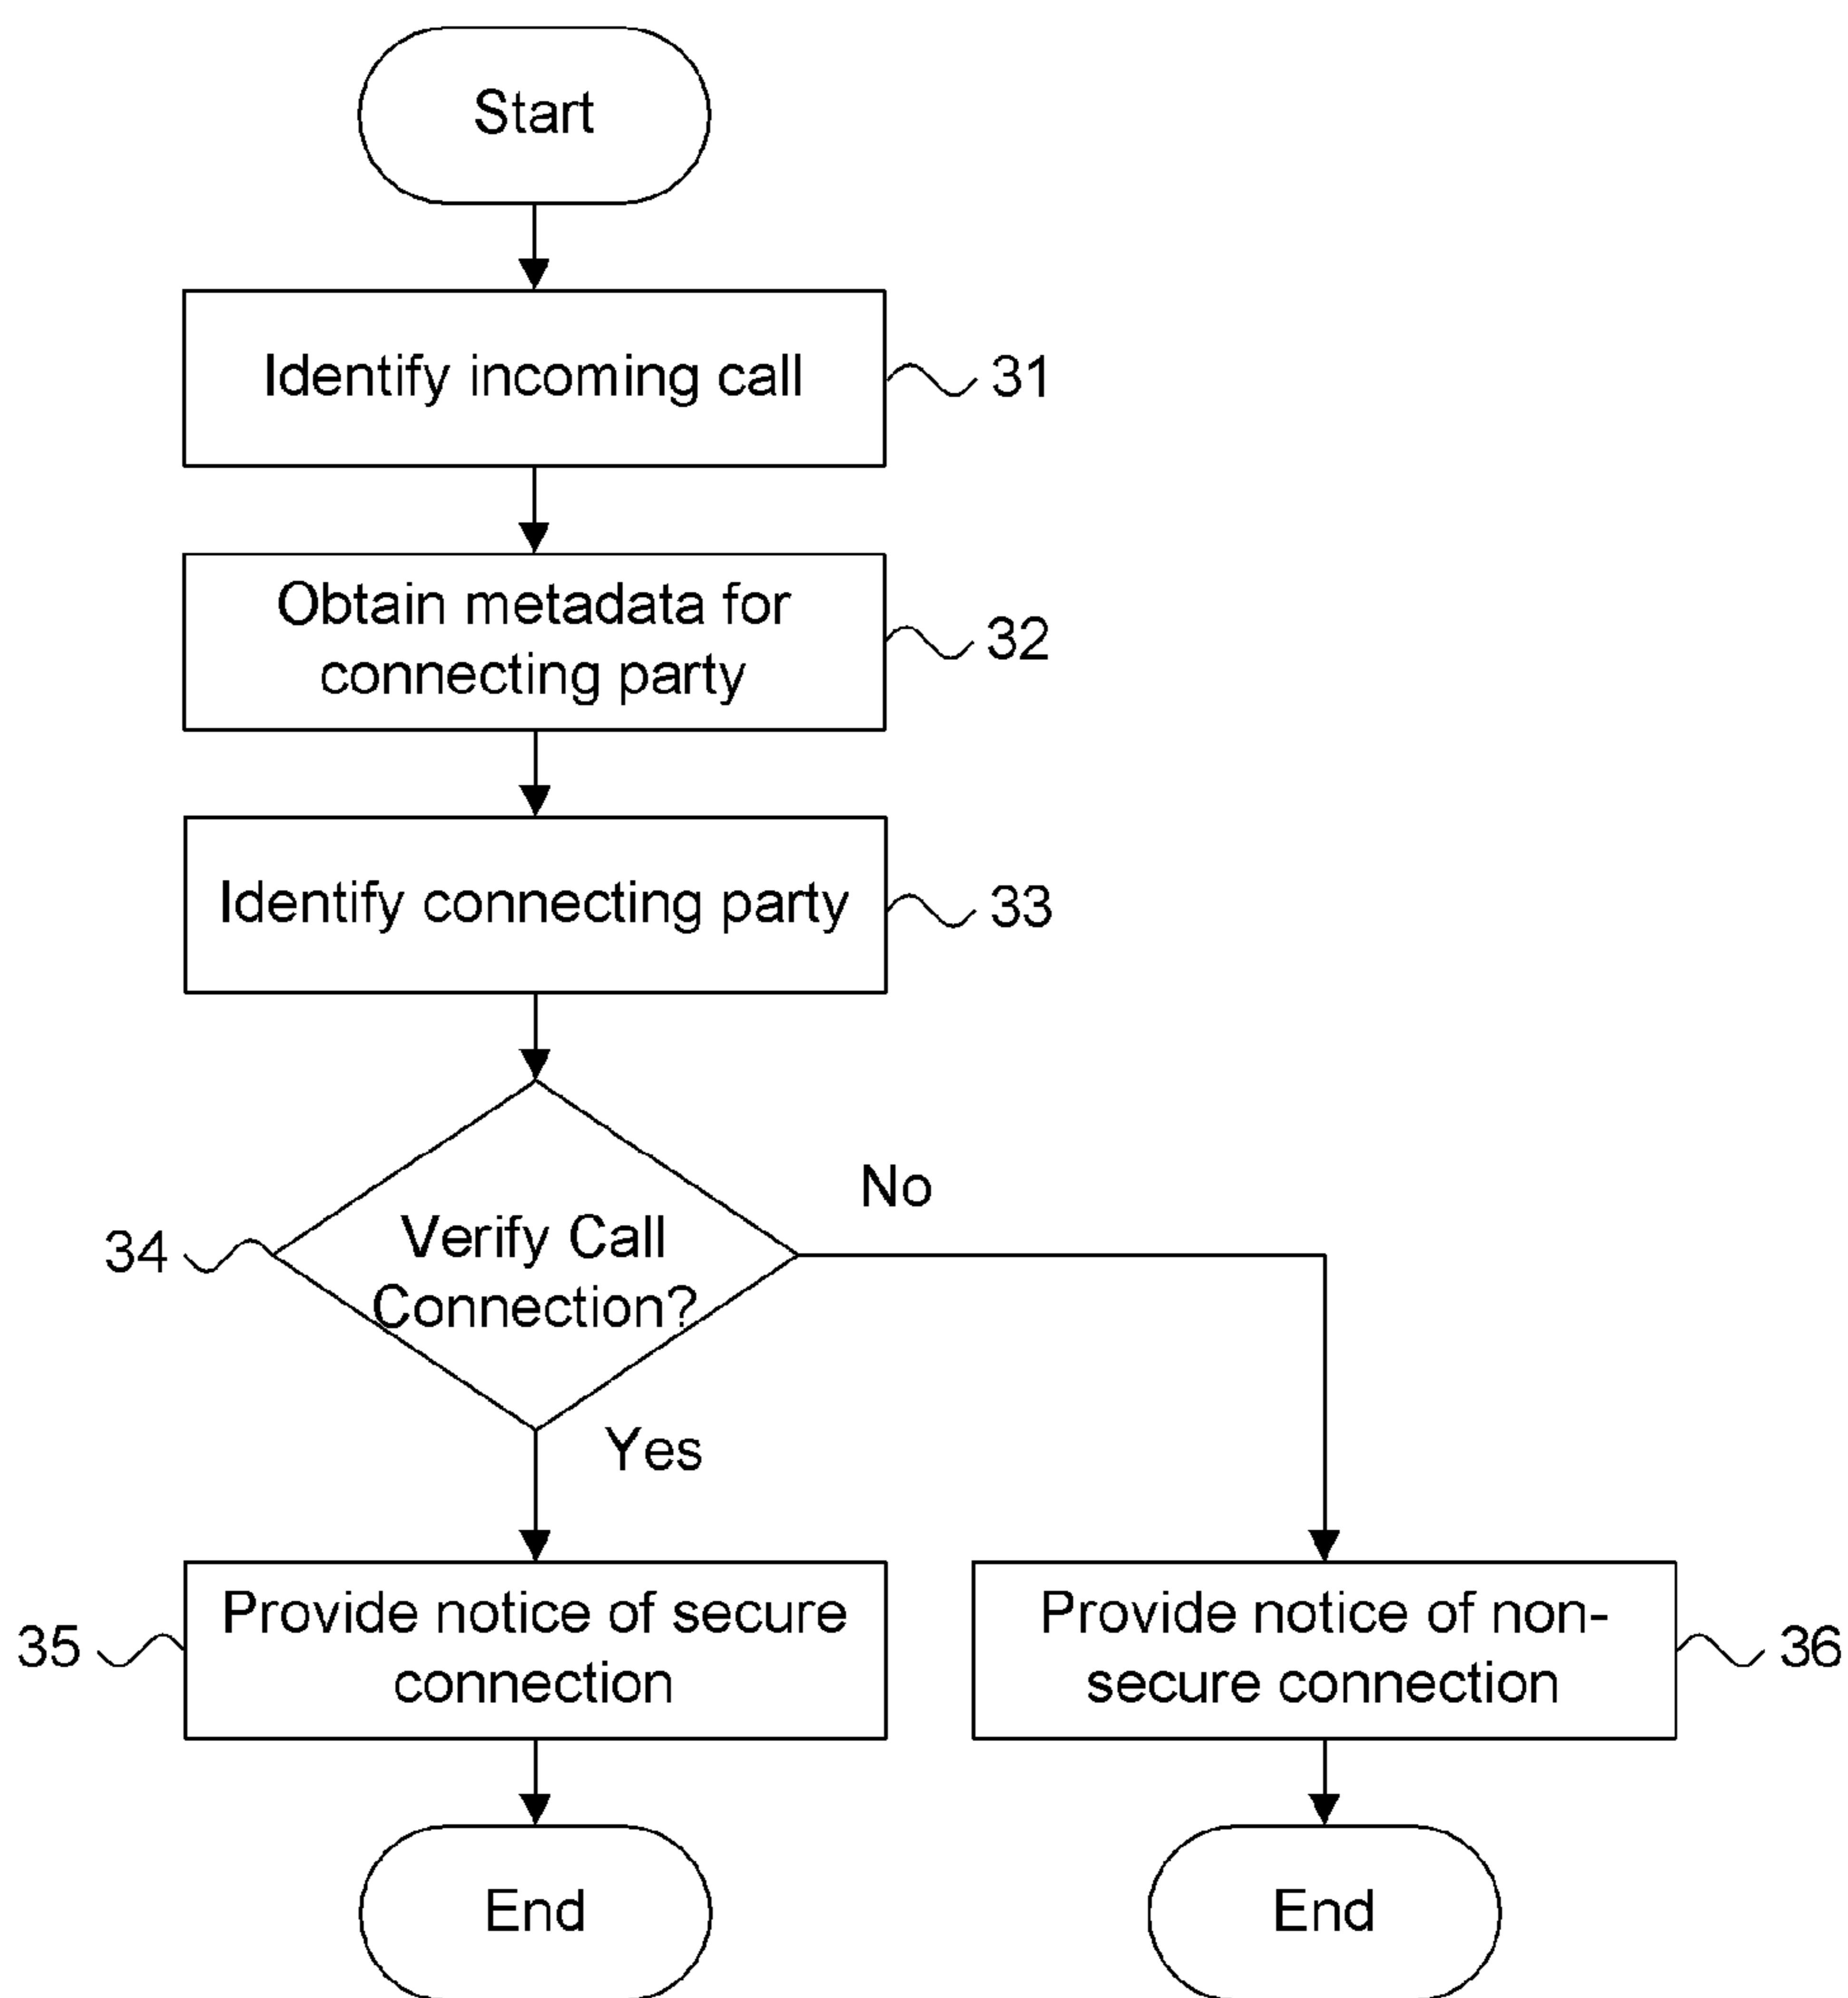 Start
Identify incoming call
31
Obtain metadata for
connecting party
32
Identify connecting party
33
34
Verify Call
Connection?
No
Yes
35
Provide notice of secure
connection
Provide notice of non-
secure connection
36
End
End